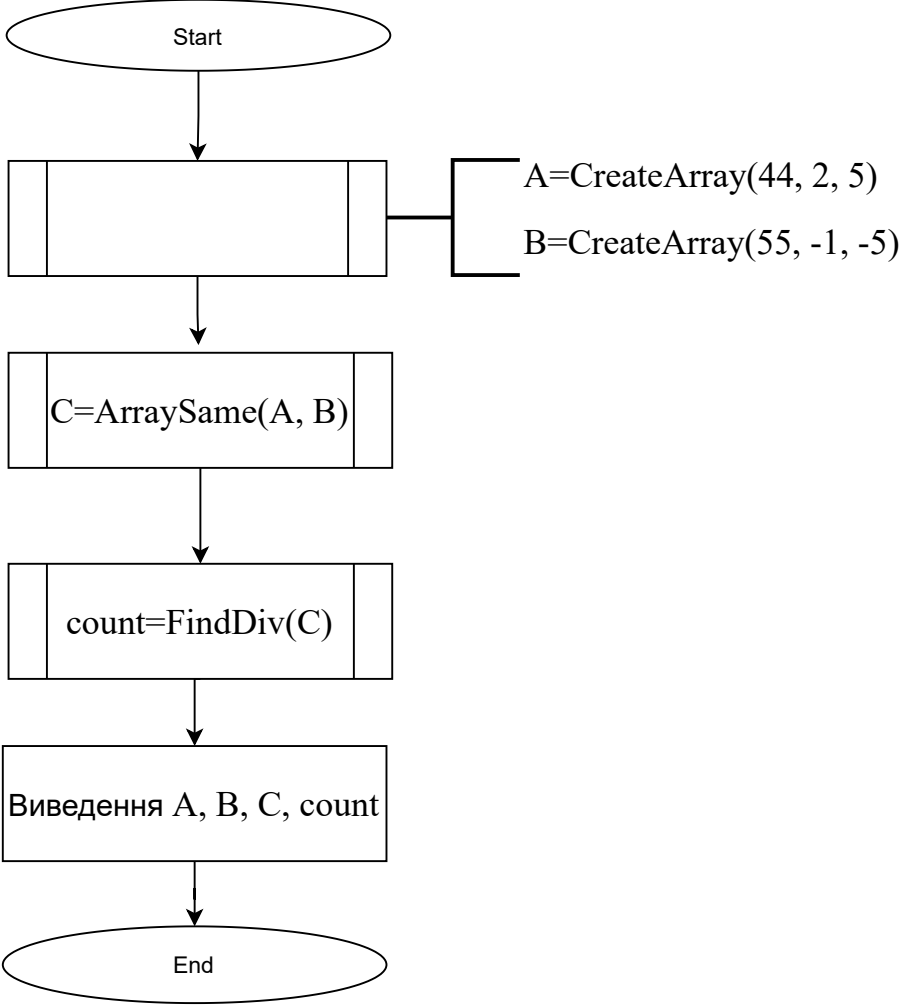 Start
A=CreateArray(44, 2, 5)
B=CreateArray(55, -1, -5)
C=ArraySame(A, B)
count=FindDiv(C)
Виведення A, B, C, count
End